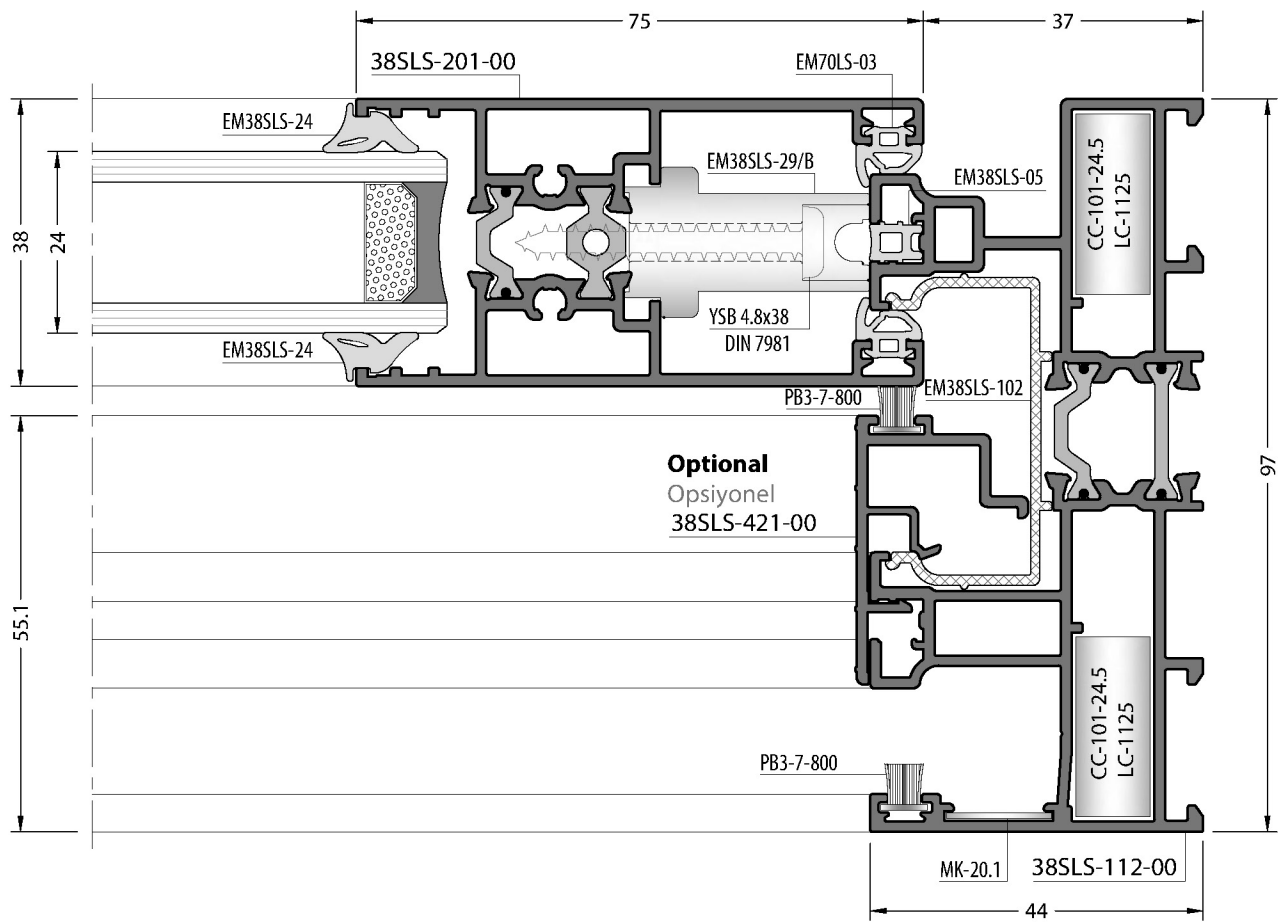 75
37
38SLS-201-00
EM70LS-03
EM38SLS-24
EM38SLS-29/B
EM38SLS-05
CC-101-24.5
LC-1125
38
24
YSB 4.8x38
DIN 7981
EM38SLS-24
PB3-7-800
EM38SLS-102
Optional
Opsiyonel
38SLS-421-00
97
55.1
CC-101-24.5
LC-1125
PB3-7-800
MK-20.1
38SLS-112-00
44